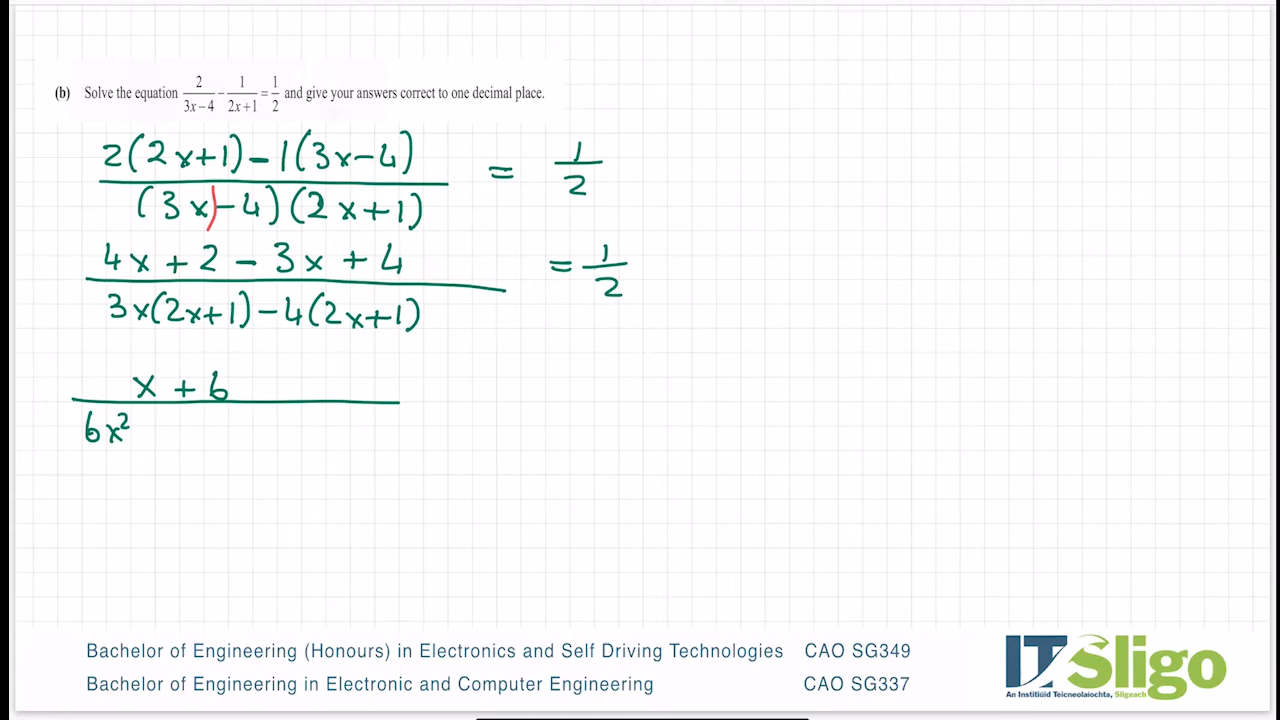 (b) Solve the equation 2/(3x−4) − 1/(2x+1) = 1/2 and give your answers correct to one decimal place.
2(2x+1)−1(3x−4) / (3x−4)(2x+1) = 1/2
4x+2−3x+4 / 3x(2x+1)−4(2x+1) = 1/2
x+6
6x²
Bachelor of Engineering (Honours) in Electronics and Self Driving Technologies CAO SG349
Bachelor of Engineering in Electronic and Computer Engineering CAO SG337
IT Sligo
An Institiúid Teicneolaíochta, Sligeach